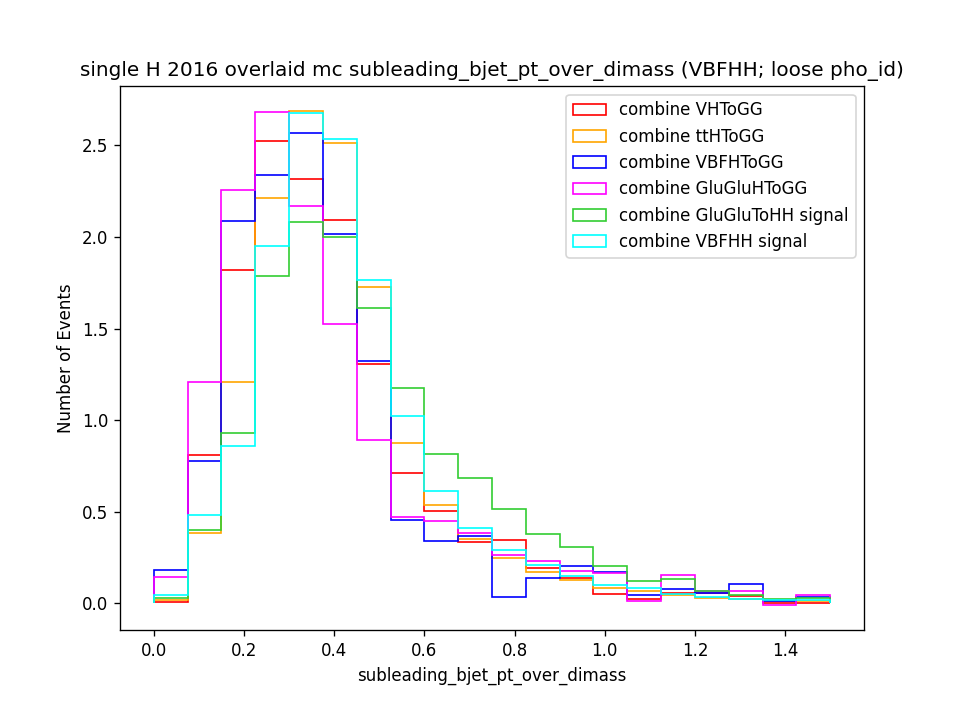 single H 2016 overlaid mc subleading_bjet_pt_over_dimass (VBFHH; loose pho_id)
combine VHToGG
combine ttHToGG
combine VBFHToGG
combine GluGluHToGG
combine GluGluToHH signal
combine VBFHH signal
Number of Events
2.5
2.0
1.5
1.0
0.5
0.0
0.0 0.2 0.4 0.6 0.8 1.0 1.2 1.4
subleading_bjet_pt_over_dimass